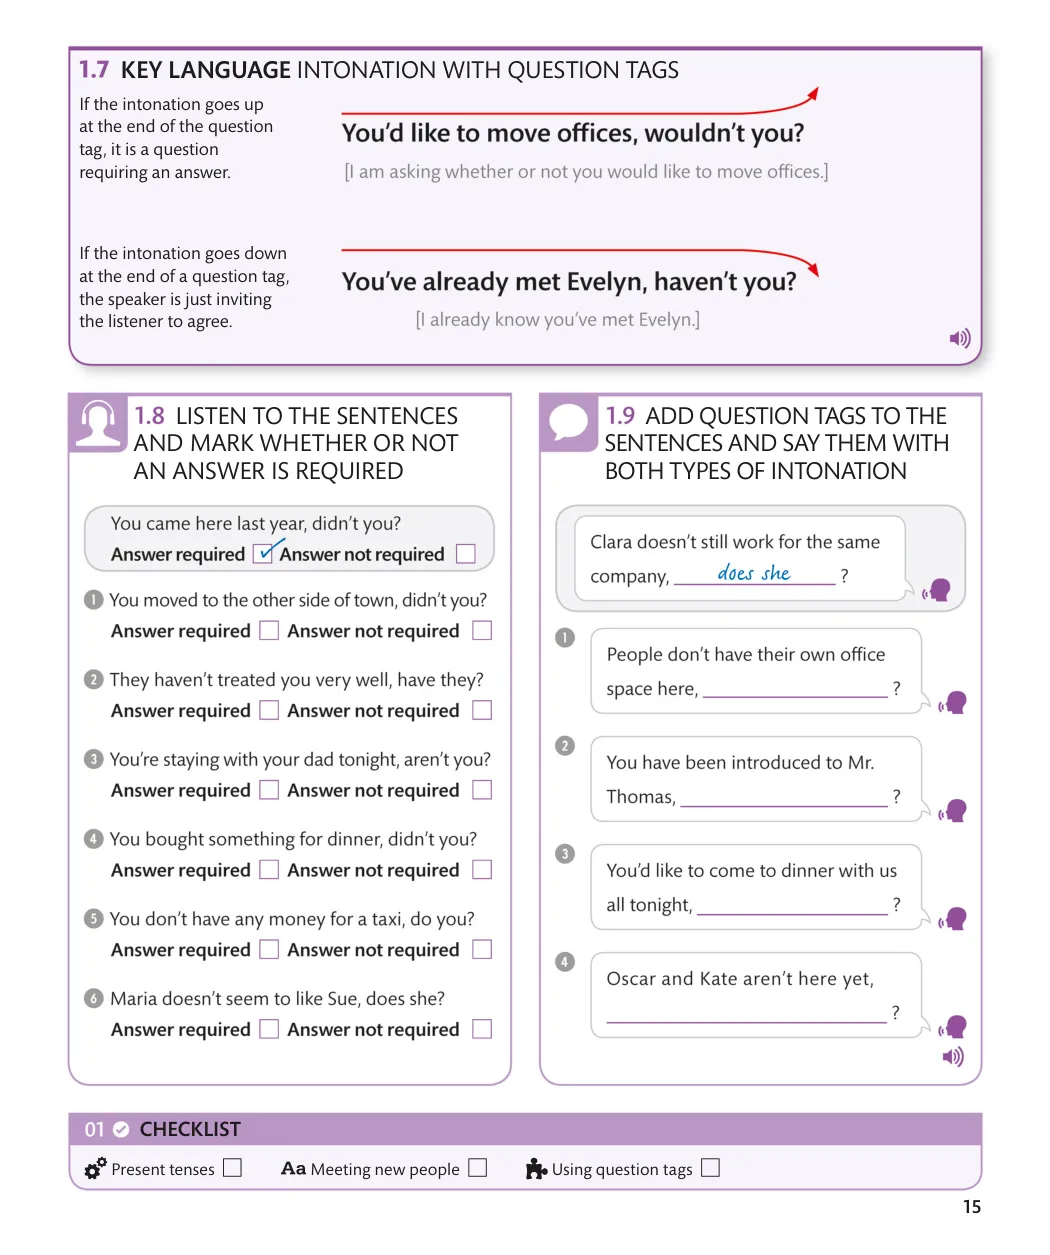 1.7 KEY LANGUAGE INTONATION WITH QUESTION TAGS
If the intonation goes up
at the end of the question
tag, it is a question
requiring an answer.
You’d like to move offices, wouldn’t you?
[I am asking whether or not you would like to move offices.]
If the intonation goes down
at the end of a question tag,
the speaker is just inviting
the listener to agree.
You’ve already met Evelyn, haven’t you?
[I already know you’ve met Evelyn.]
1.8 LISTEN TO THE SENTENCES
AND MARK WHETHER OR NOT
AN ANSWER IS REQUIRED
You came here last year, didn’t you?
Answer required Answer not required
1 You moved to the other side of town, didn’t you?
Answer required Answer not required
2 They haven’t treated you very well, have they?
Answer required Answer not required
3 You’re staying with your dad tonight, aren’t you?
Answer required Answer not required
4 You bought something for dinner, didn’t you?
Answer required Answer not required
5 You don’t have any money for a taxi, do you?
Answer required Answer not required
6 Maria doesn’t seem to like Sue, does she?
Answer required Answer not required
1.9 ADD QUESTION TAGS TO THE
SENTENCES AND SAY THEM WITH
BOTH TYPES OF INTONATION
Clara doesn’t still work for the same
company, does she ?
1
People don’t have their own office
space here, ?
2
You have been introduced to Mr.
Thomas, ?
3
You’d like to come to dinner with us
all tonight, ?
4
Oscar and Kate aren’t here yet,
?
01 CHECKLIST
Present tenses Aa Meeting new people Using question tags
15